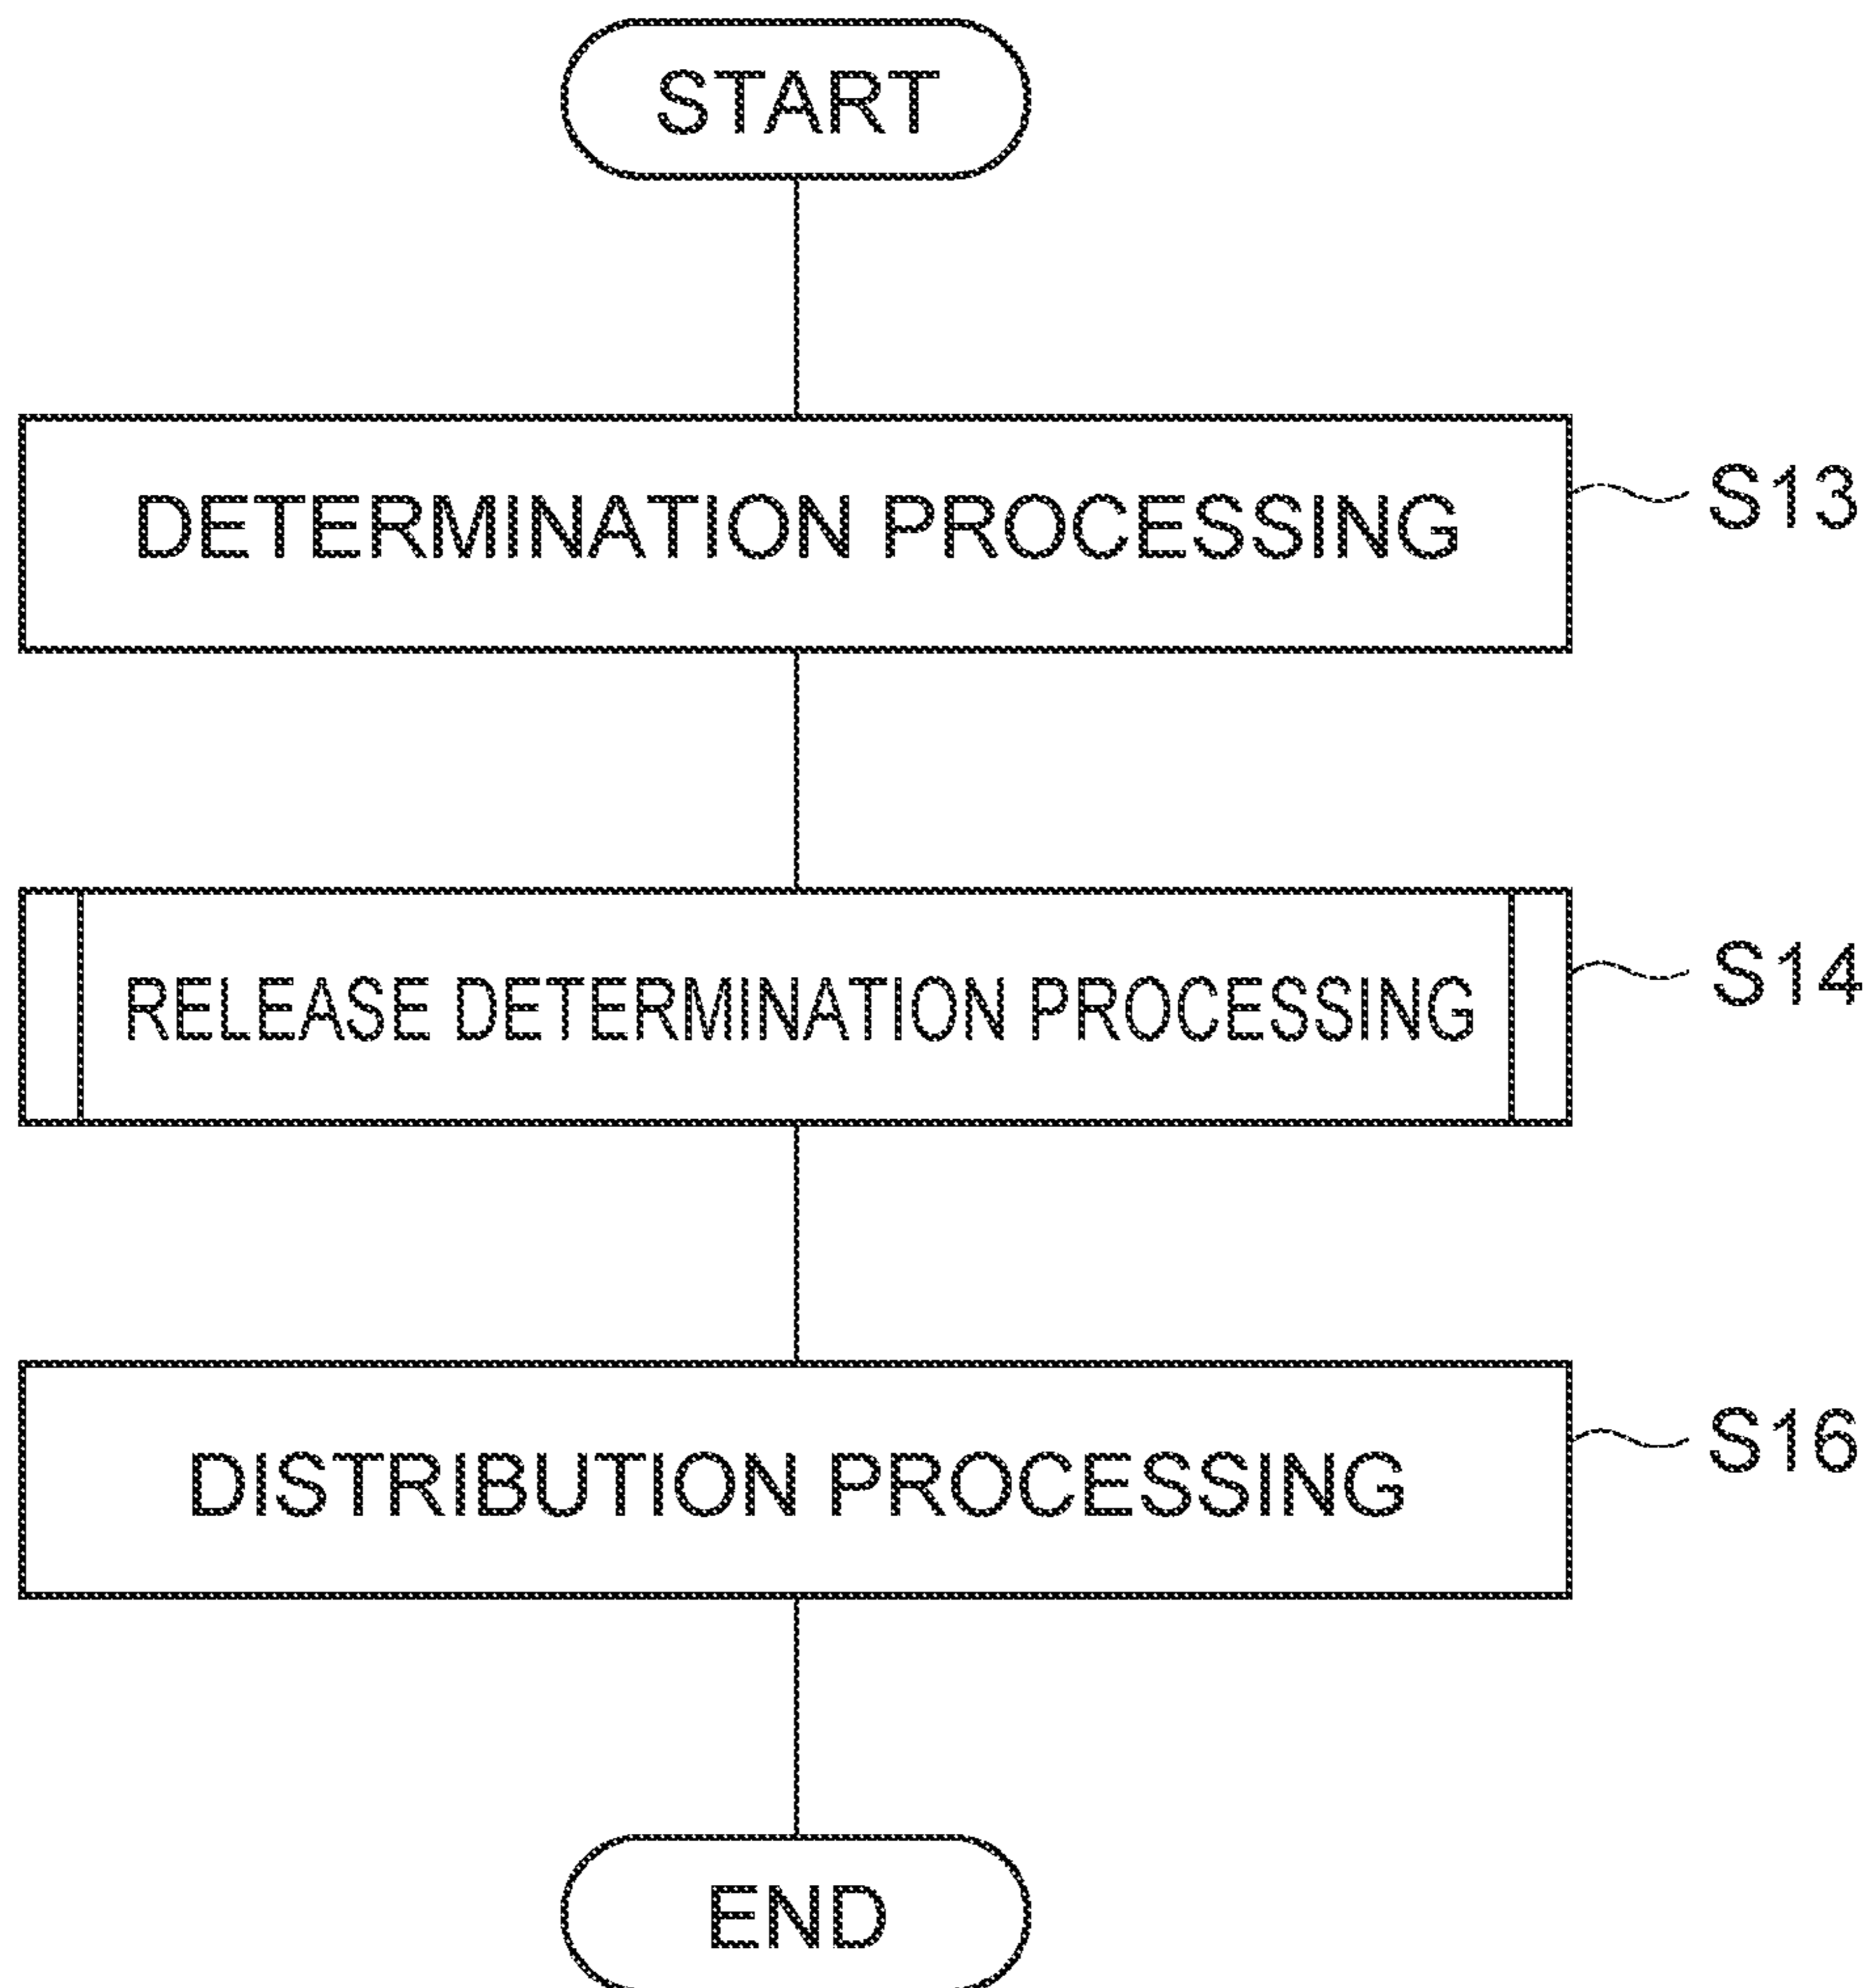 START
DETERMINATION PROCESSING
S13
RELEASE DETERMINATION PROCESSING
S14
DISTRIBUTION PROCESSING
S16
END